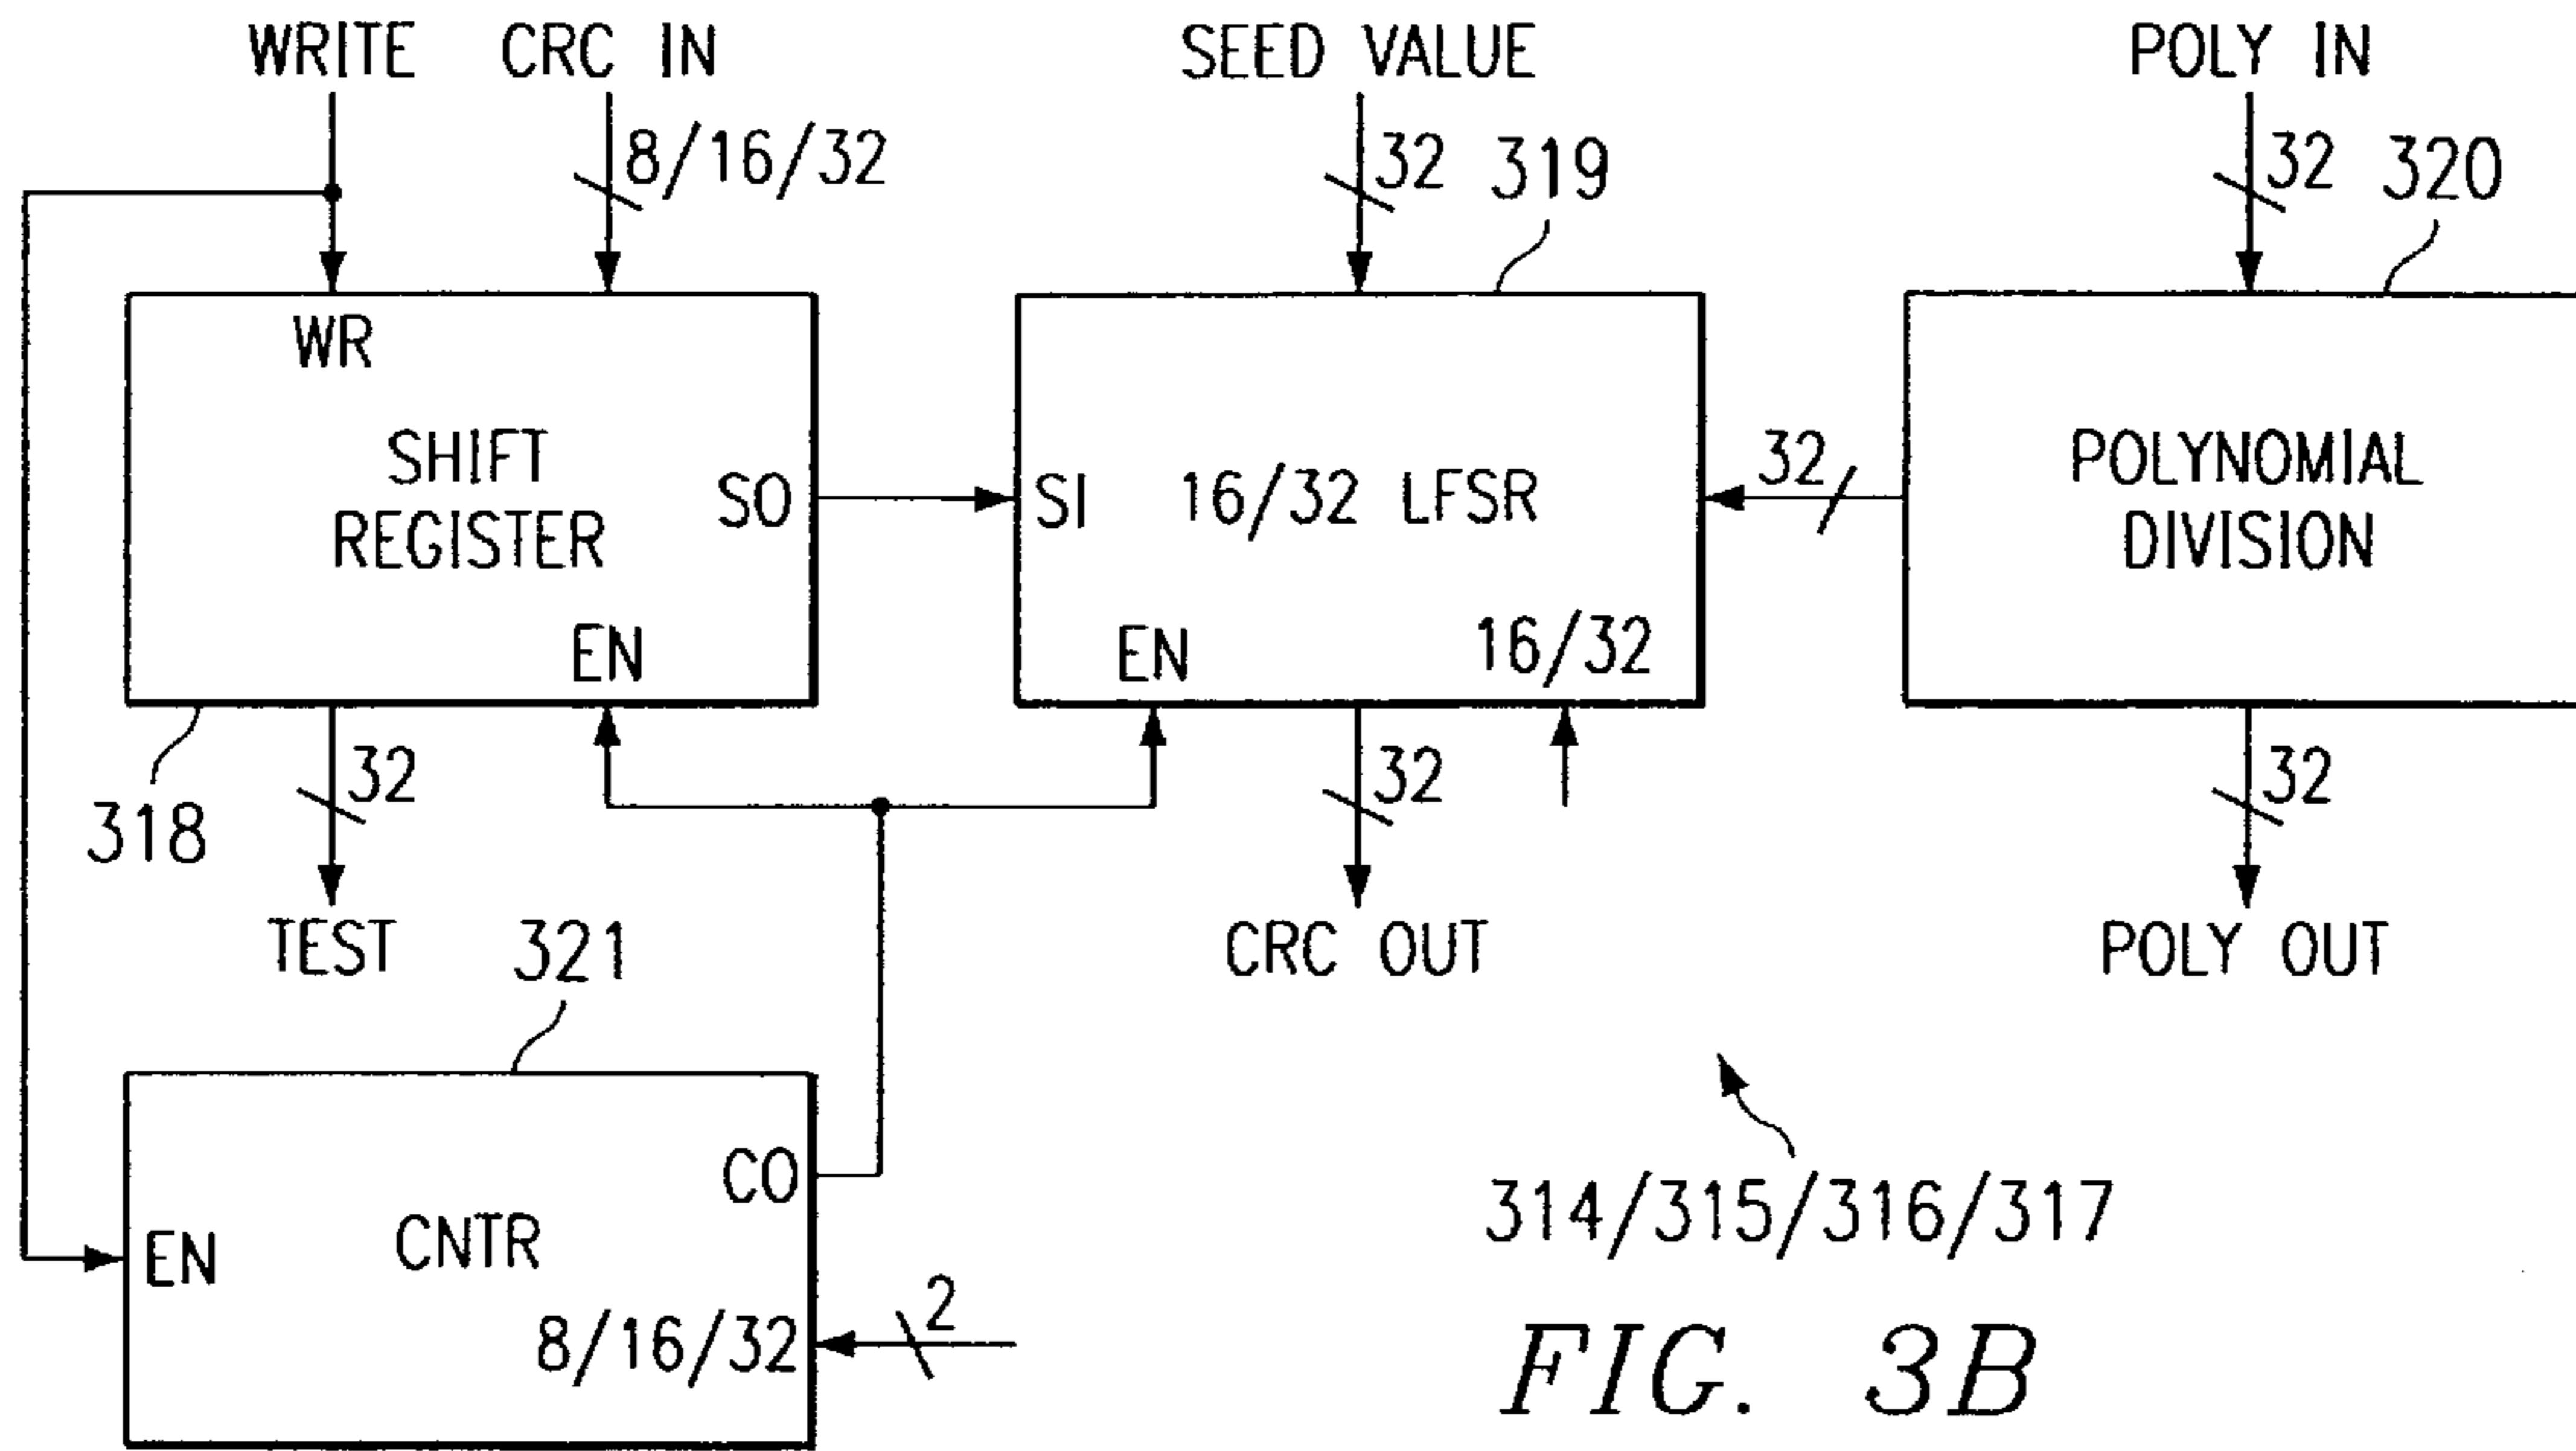 WRITE CRC IN SEED VALUE POLY IN
8/16/32 32 319 32 320
WR
SHIFT
REGISTER
SO
EN
SI
16/32 LFSR
EN
16/32
32
POLYNOMIAL
DIVISION
318
32
32
32
TEST
321
CRC OUT
POLY OUT
CO
CNTR
EN
8/16/32
2
314/315/316/317
FIG. 3B